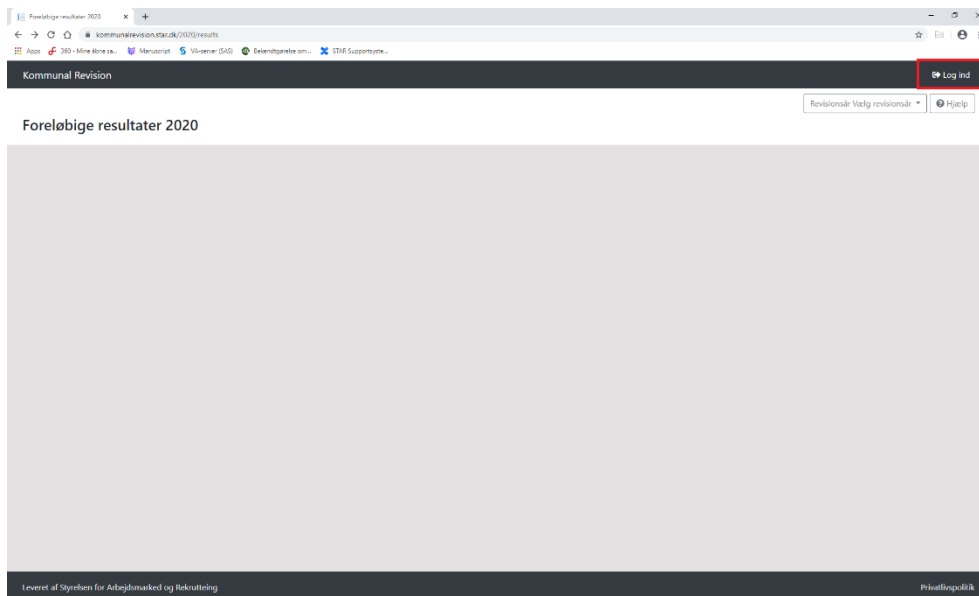 Foreløbige resultater 2020
kommunalrevision.star.dk/2020/results
Apps 360 - Mine åbne sa... Manuscript VA-server (SAS) Bekendtgørelse om... STAR Supportsyste...
Kommunal Revision Log ind
Revisionsår Vælg revisionsår Hjælp
Foreløbige resultater 2020
Leveret af Styrelsen for Arbejdsmarked og Rekrutteing Privatlivspolitik